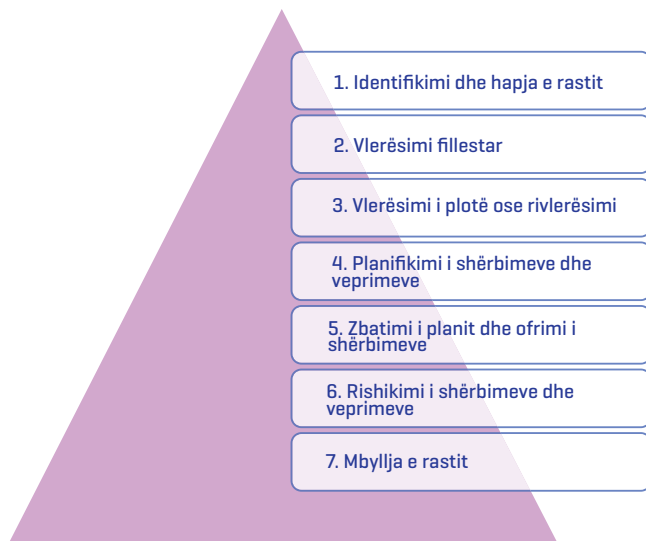 1. Identifikimi dhe hapja e rastit
2. Vlerësimi fillestar
3. Vlerësimi i plotë ose rivlerësimi
4. Planifikimi i shërbimeve dhe
veprimeve
5. Zbatimi i planit dhe ofrimi i
shërbimeve
6. Rishikimi i shërbimeve dhe
veprimeve
7. Mbyllja e rastit